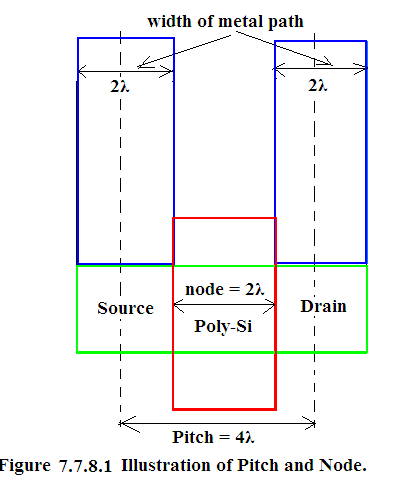 width of metal path
2λ 2λ
node = 2λ
Source Drain
Poly-Si
Pitch = 4λ
Figure 7.7.8.1 Illustration of Pitch and Node.